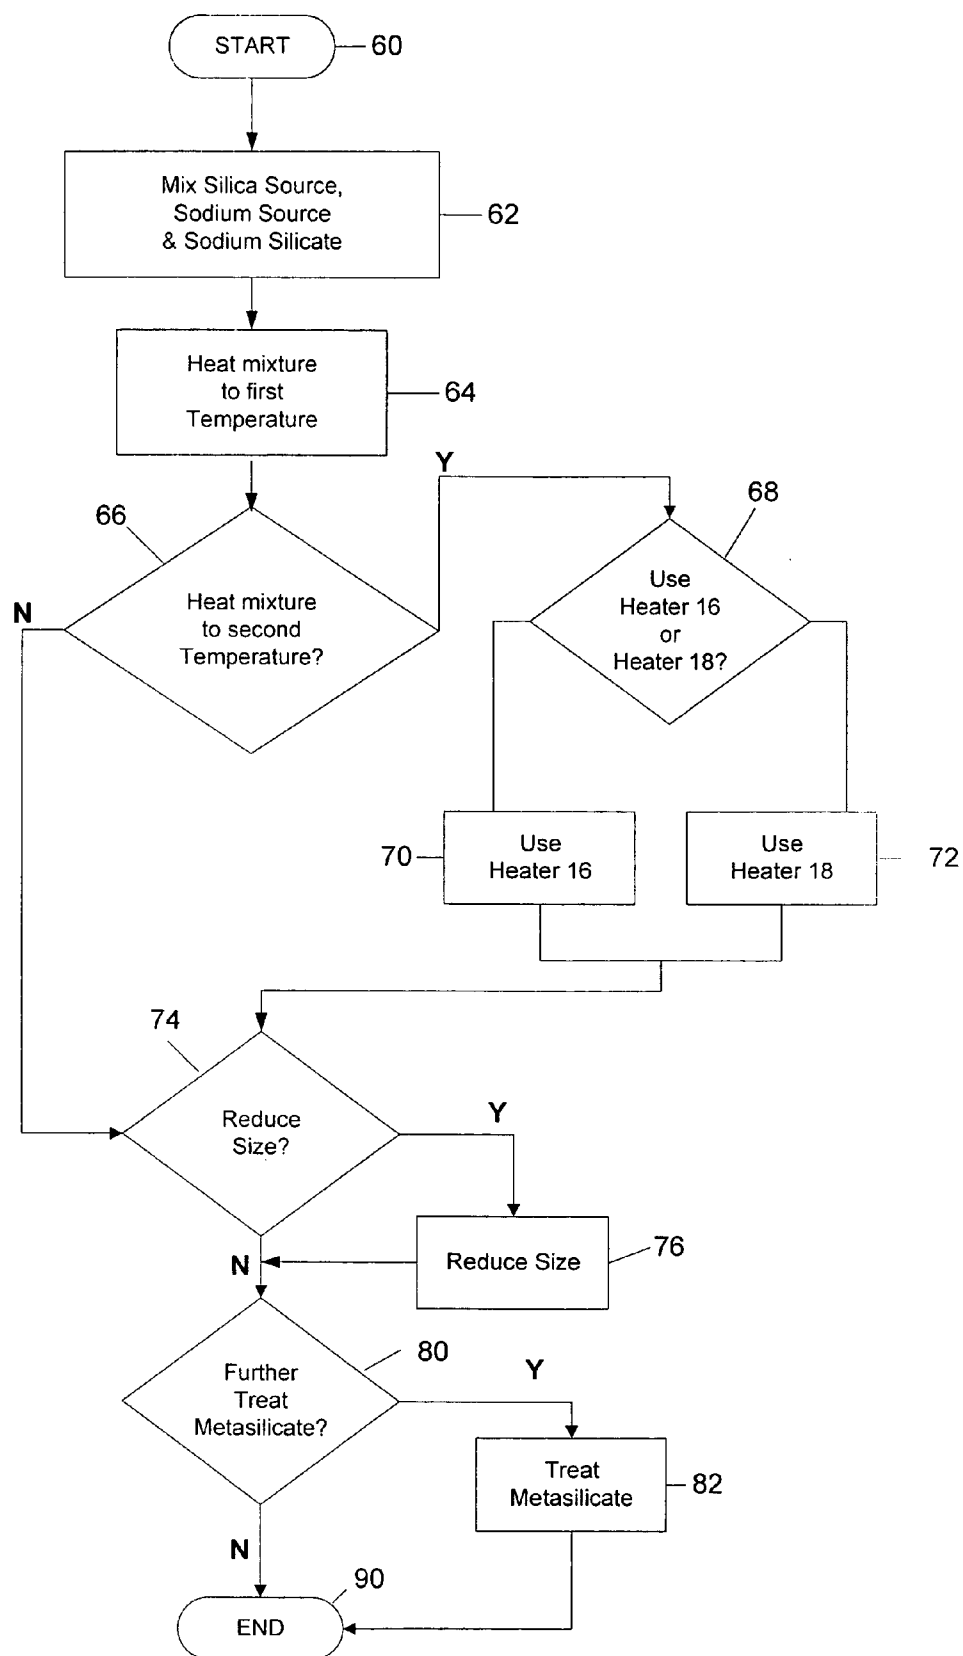 START
60
Mix Silica Source,
Sodium Source
& Sodium Silicate
62
Heat mixture
to first
Temperature
64
Y
66
68
N
Heat mixture
to second
Temperature?
Use
Heater 16
or
Heater 18?
70
Use
Heater 16
Use
Heater 18
72
74
Reduce
Size?
Y
N
Reduce Size
76
80
Further
Treat
Metasilicate?
Y
Treat
Metasilicate
82
N
90
END